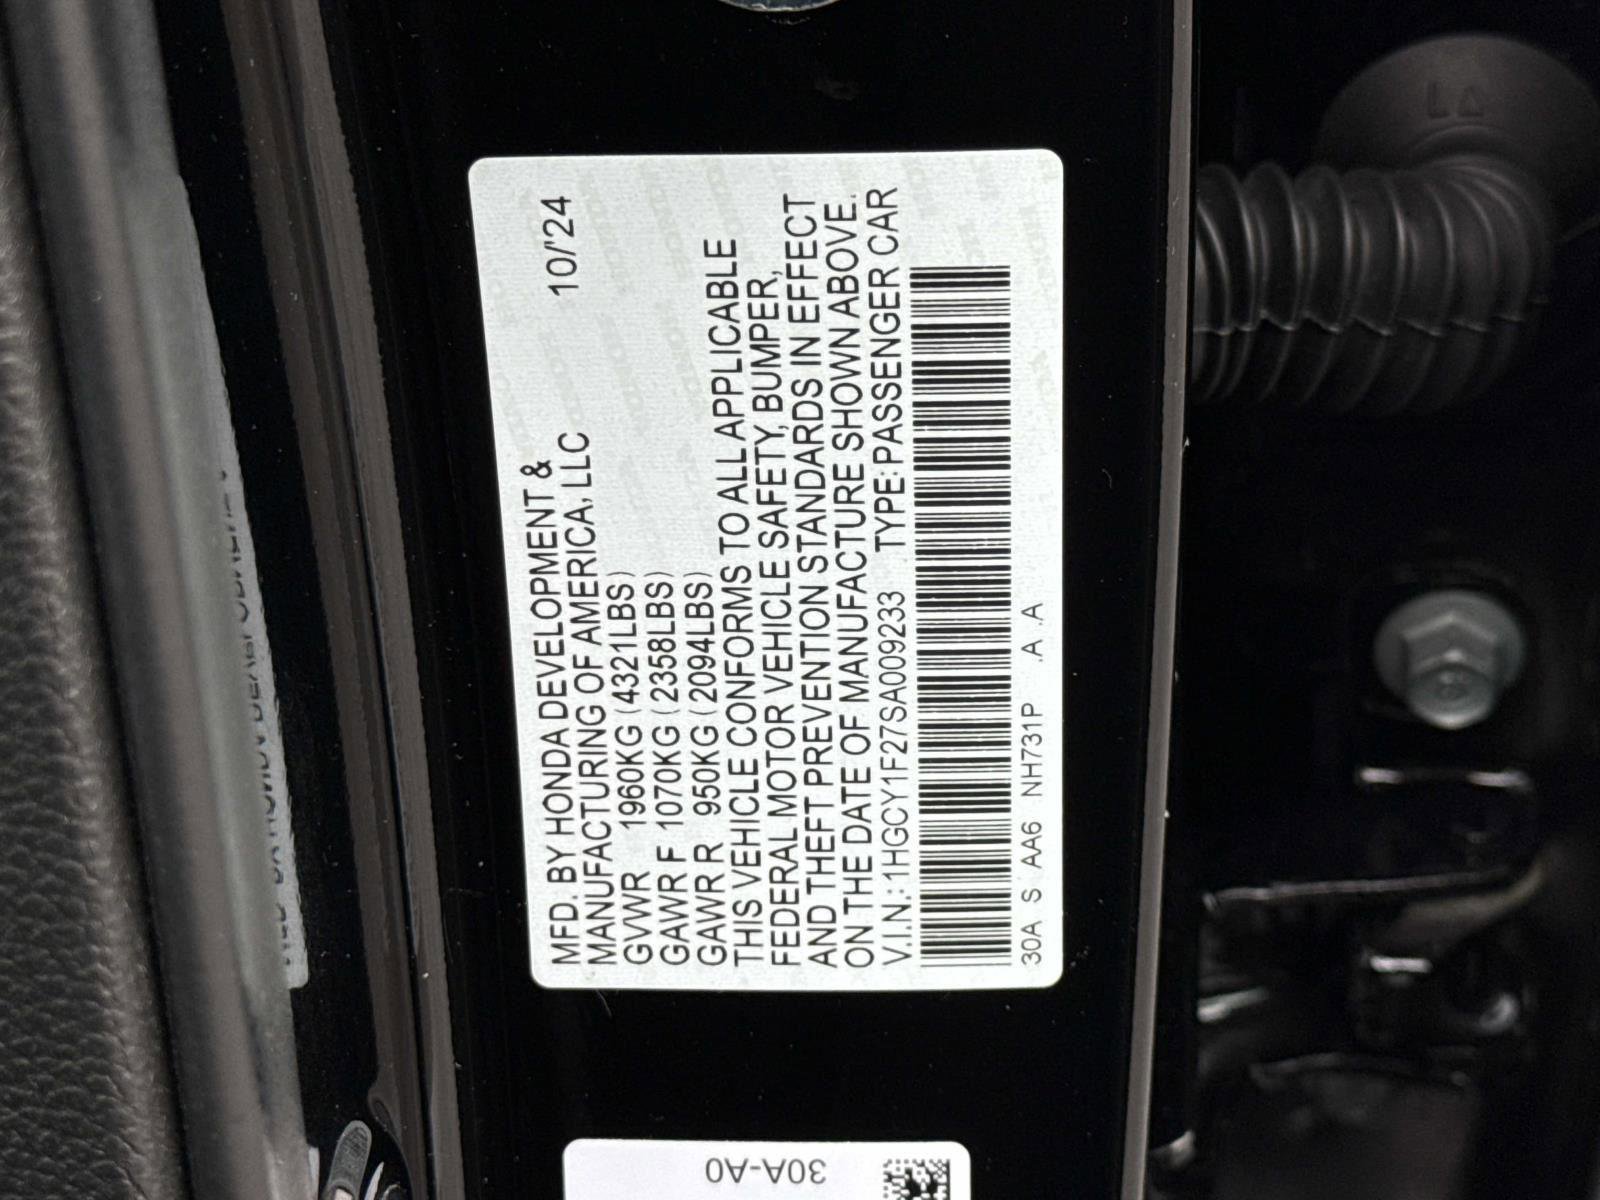 MFD. BY HONDA DEVELOPMENT &
MANUFACTURING OF AMERICA, LLC 10/'24
GVWR 1960KG (4321LBS)
GAWR F 1070KG (2358LBS)
GAWR R 950KG (2094LBS)
THIS VEHICLE CONFORMS TO ALL APPLICABLE
FEDERAL MOTOR VEHICLE SAFETY, BUMPER,
AND THEFT PREVENTION STANDARDS IN EFFECT
ON THE DATE OF MANUFACTURE SHOWN ABOVE.
V.I.N.: 1HGCY1F27SA009233 TYPE: PASSENGER CAR
30A S AA6 NH731P .A .A
30A-A0